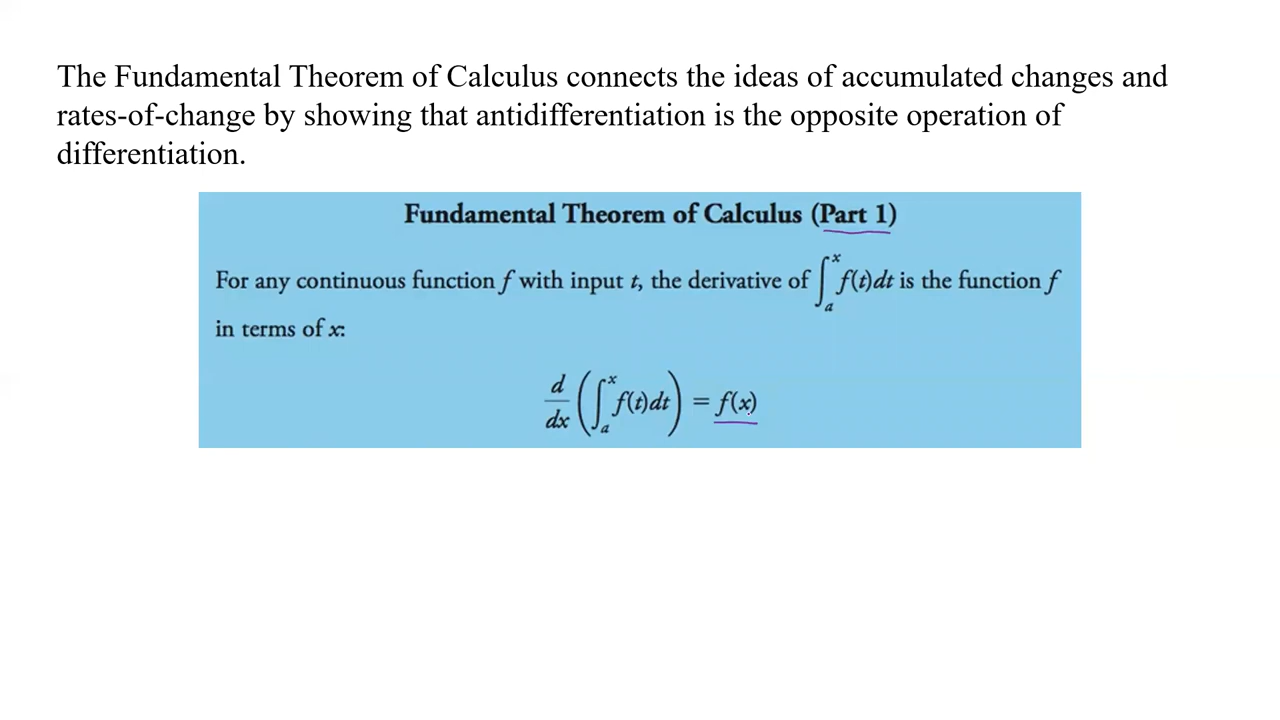 The Fundamental Theorem of Calculus connects the ideas of accumulated changes and
rates-of-change by showing that antidifferentiation is the opposite operation of
differentiation.
Fundamental Theorem of Calculus (Part 1)
For any continuous function f with input t, the derivative of ∫ₐˣ f(t)dt is the function f
in terms of x:
d/dx (∫ₐˣ f(t)dt) = f(x)